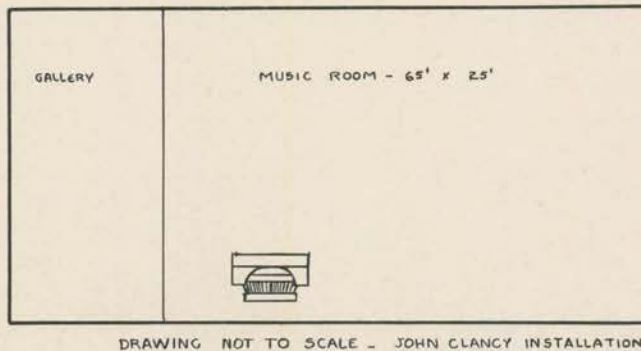 GALLERY
MUSIC ROOM - 65' x 25'
DRAWING NOT TO SCALE - JOHN CLANCY INSTALLATION